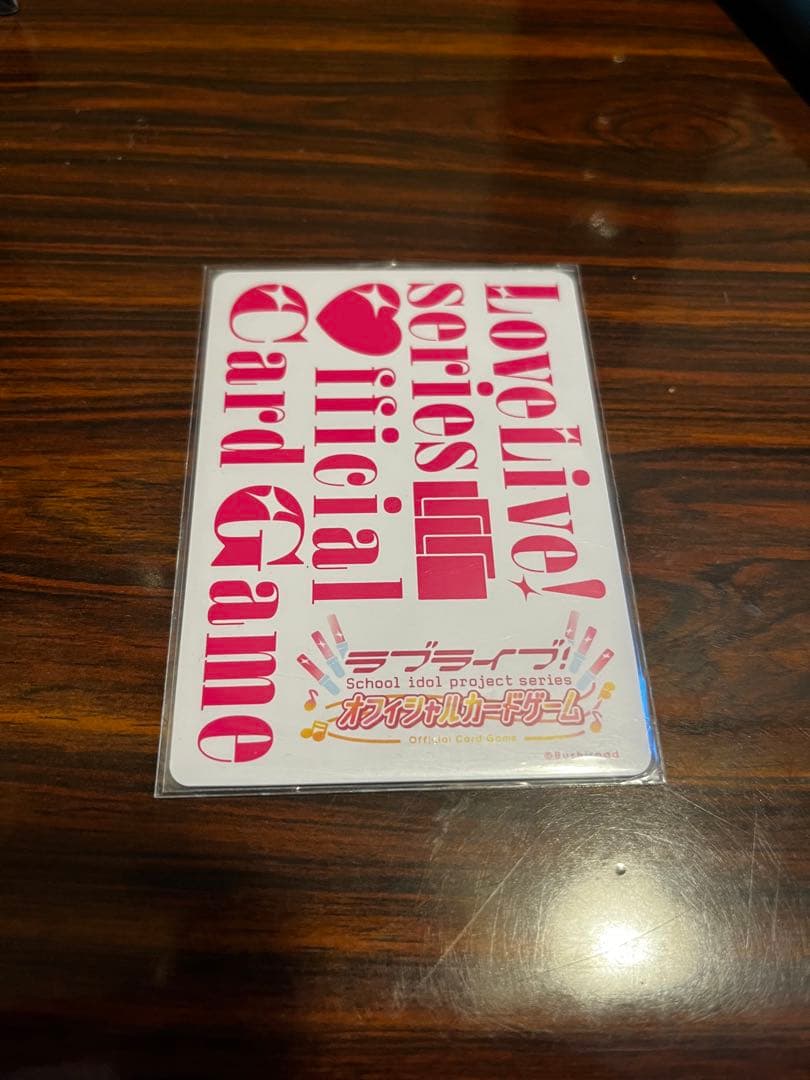 LoveLive!
series
Official
Card Game
ラブライブ!
School idol project series
オフィシャルカードゲーム
Official Card Game
©Bushiroad